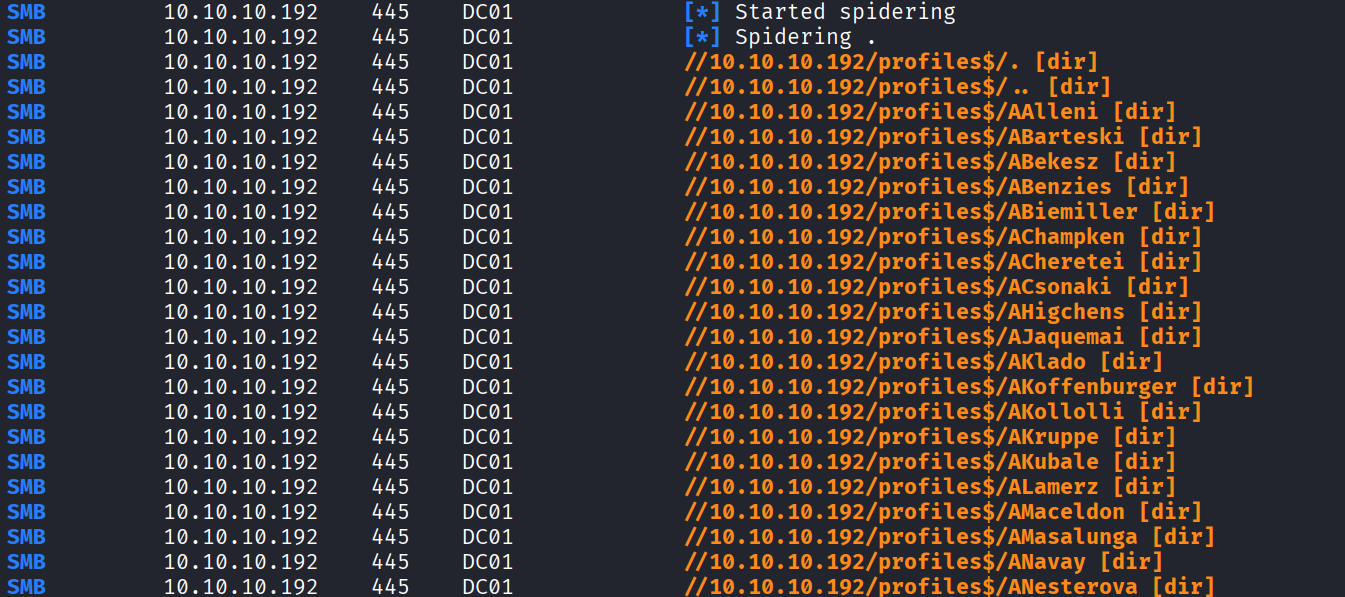 SMB 10.10.10.192 445 DC01 [*] Started spidering
SMB 10.10.10.192 445 DC01 [*] Spidering .
SMB 10.10.10.192 445 DC01 //10.10.10.192/profiles$/. [dir]
SMB 10.10.10.192 445 DC01 //10.10.10.192/profiles$/.. [dir]
SMB 10.10.10.192 445 DC01 //10.10.10.192/profiles$/AAlleni [dir]
SMB 10.10.10.192 445 DC01 //10.10.10.192/profiles$/ABarteski [dir]
SMB 10.10.10.192 445 DC01 //10.10.10.192/profiles$/ABekesz [dir]
SMB 10.10.10.192 445 DC01 //10.10.10.192/profiles$/ABenzies [dir]
SMB 10.10.10.192 445 DC01 //10.10.10.192/profiles$/ABiemiller [dir]
SMB 10.10.10.192 445 DC01 //10.10.10.192/profiles$/AChampken [dir]
SMB 10.10.10.192 445 DC01 //10.10.10.192/profiles$/ACheretei [dir]
SMB 10.10.10.192 445 DC01 //10.10.10.192/profiles$/ACsonaki [dir]
SMB 10.10.10.192 445 DC01 //10.10.10.192/profiles$/AHigchens [dir]
SMB 10.10.10.192 445 DC01 //10.10.10.192/profiles$/AJaquemai [dir]
SMB 10.10.10.192 445 DC01 //10.10.10.192/profiles$/AKlado [dir]
SMB 10.10.10.192 445 DC01 //10.10.10.192/profiles$/AKoffenburger [dir]
SMB 10.10.10.192 445 DC01 //10.10.10.192/profiles$/AKollolli [dir]
SMB 10.10.10.192 445 DC01 //10.10.10.192/profiles$/AKruppe [dir]
SMB 10.10.10.192 445 DC01 //10.10.10.192/profiles$/AKubale [dir]
SMB 10.10.10.192 445 DC01 //10.10.10.192/profiles$/ALamerz [dir]
SMB 10.10.10.192 445 DC01 //10.10.10.192/profiles$/AMaceldon [dir]
SMB 10.10.10.192 445 DC01 //10.10.10.192/profiles$/AMasalunga [dir]
SMB 10.10.10.192 445 DC01 //10.10.10.192/profiles$/ANavay [dir]
SMB 10.10.10.192 445 DC01 //10.10.10.192/profiles$/ANesterova [dir]